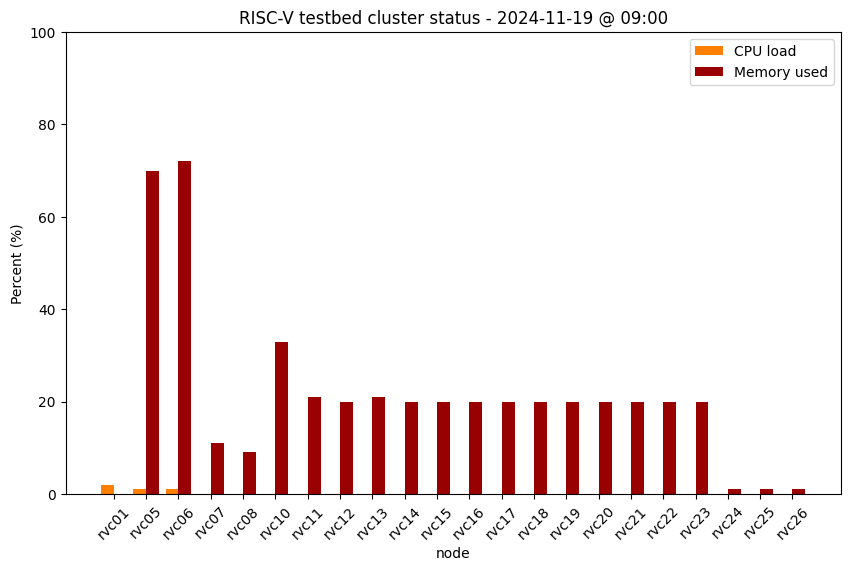 RISC-V testbed cluster status - 2024-11-19 @ 09:00
CPU load
Memory used
Percent (%)
100
80
60
40
20
0
rvc01 rvc05 rvc06 rvc07 rvc08 rvc10 rvc11 rvc12 rvc13 rvc14 rvc15 rvc16 rvc17 rvc18 rvc19 rvc20 rvc21 rvc22 rvc23 rvc24 rvc25 rvc26
node